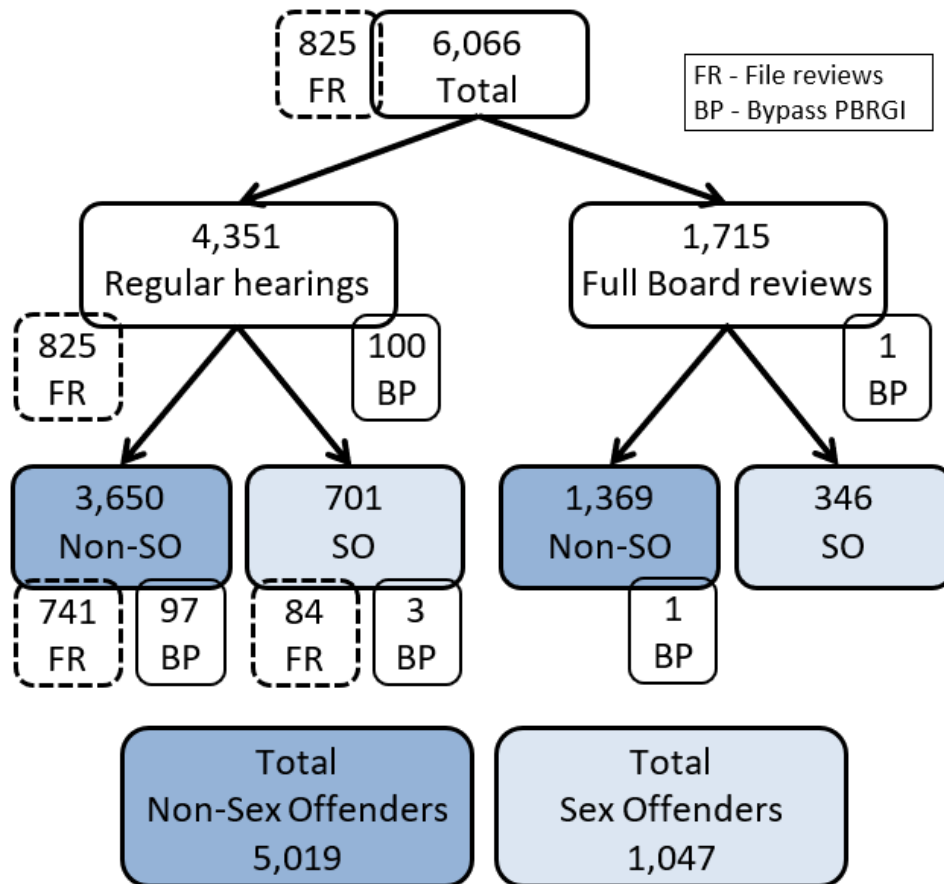 825
FR
6,066
Total
FR - File reviews
BP - Bypass PBRGI
4,351
Regular hearings
1,715
Full Board reviews
825
FR
100
BP
1
BP
3,650
Non-SO
701
SO
1,369
Non-SO
346
SO
741
FR
97
BP
84
FR
3
BP
1
BP
Total
Non-Sex Offenders
5,019
Total
Sex Offenders
1,047